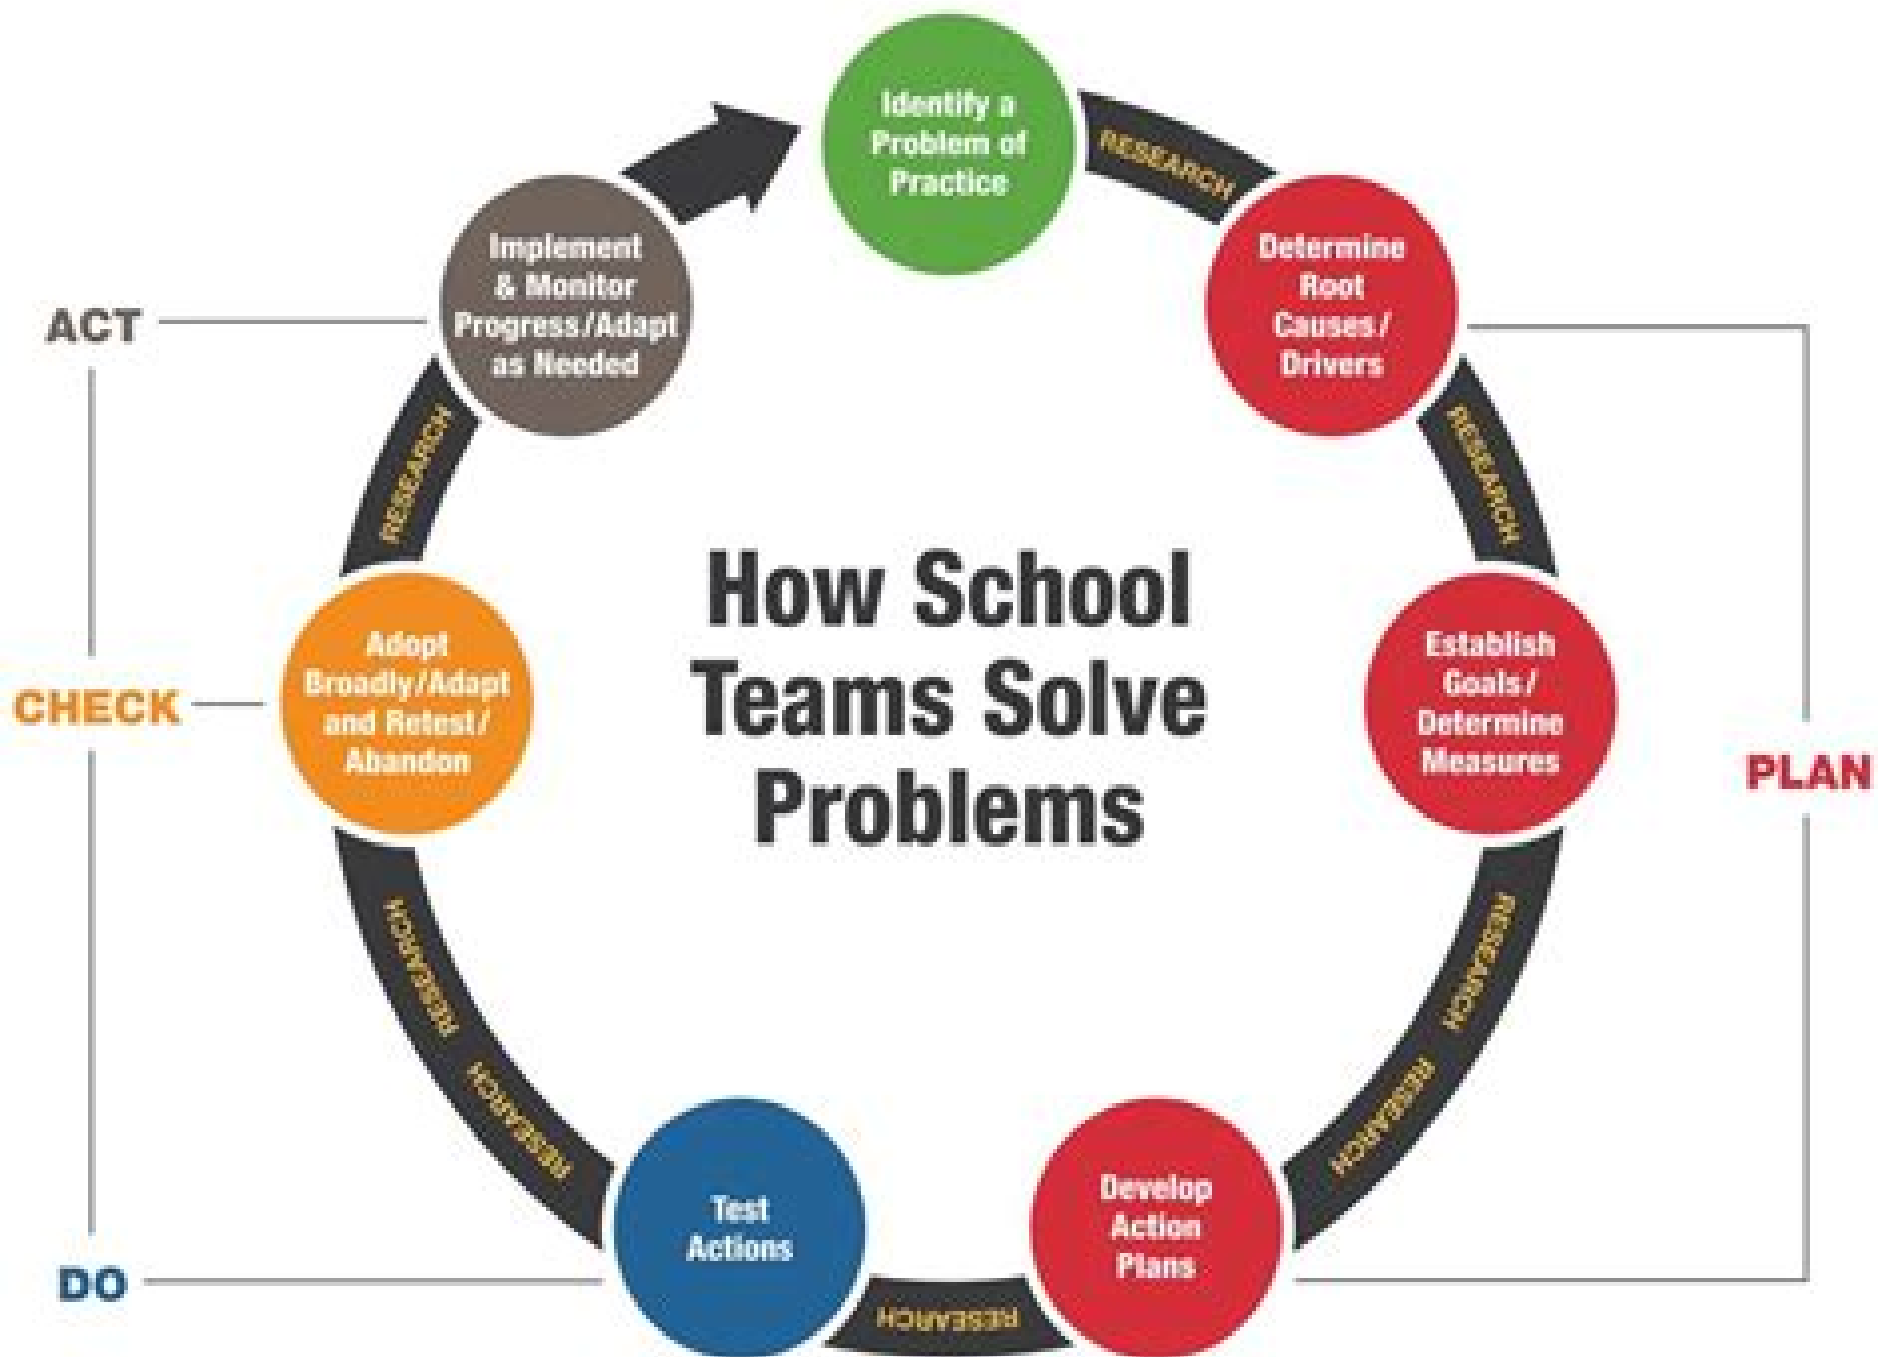 How School
Teams Solve
Problems
Identify a
Problem of
Practice
RESEARCH
Determine
Root
Causes/
Drivers
RESEARCH
Establish
Goals/
Determine
Measures
RESEARCH
RESEARCH
Develop
Action
Plans
PLAN
RESEARCH
Test
Actions
DO
RESEARCH
RESEARCH
Adopt
Broadly/Adapt
and Retest/
Abandon
CHECK
RESEARCH
Implement
& Monitor
Progress/Adapt
as Needed
ACT